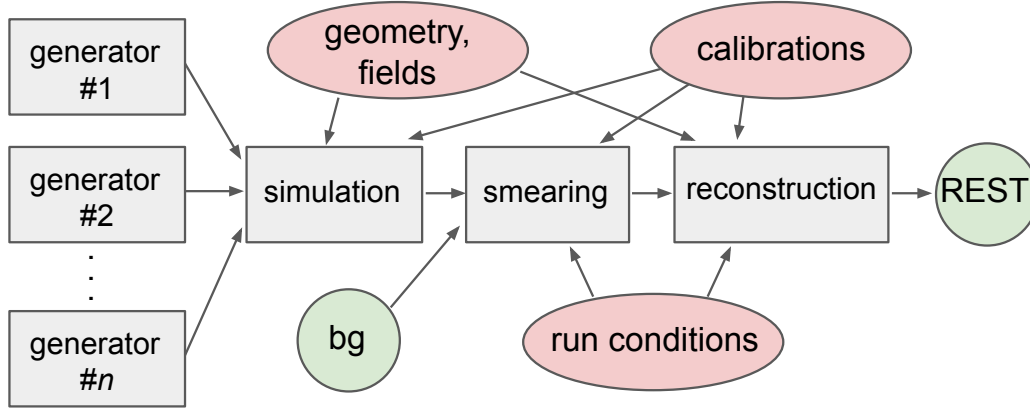 generator
#1
geometry,
fields
calibrations
generator
#2
simulation
smearing
reconstruction
REST
.
.
.
generator
#n
bg
run conditions